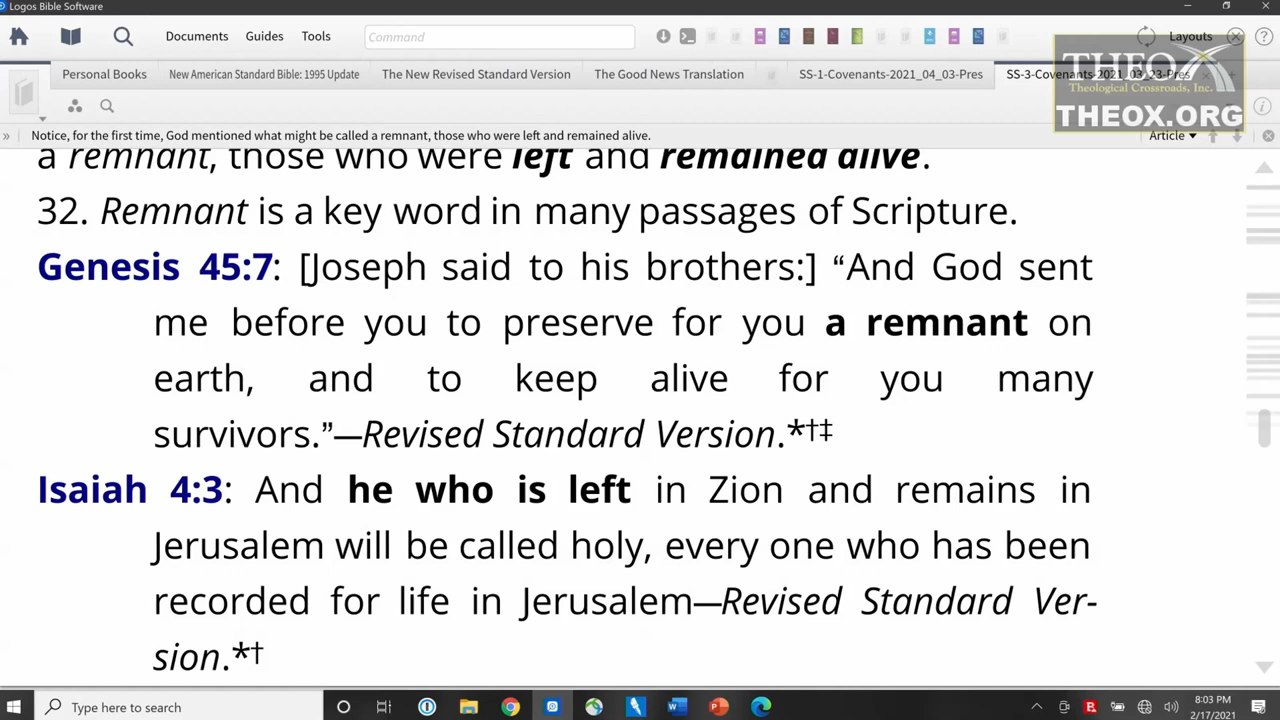 Logos Bible Software
Documents Guides Tools Command Layouts
Personal Books New American Standard Bible: 1995 Update The New Revised Standard Version The Good News Translation SS-1-Covenants-2021_04_03-Pres SS-3-Covenants-2021_03_23-Pres
THEOX
Theological Crossroads, Inc.
THEOX.ORG
» Notice, for the first time, God mentioned what might be called a remnant, those who were left and remained alive. Article
a remnant, those who were left and remained alive.
32. Remnant is a key word in many passages of Scripture.
Genesis 45:7: [Joseph said to his brothers:] “And God sent
me before you to preserve for you a remnant on
earth, and to keep alive for you many
survivors.”—Revised Standard Version.*†‡
Isaiah 4:3: And he who is left in Zion and remains in
Jerusalem will be called holy, every one who has been
recorded for life in Jerusalem—Revised Standard Ver-
sion.*†
Type here to search
8:03 PM
2/17/2021